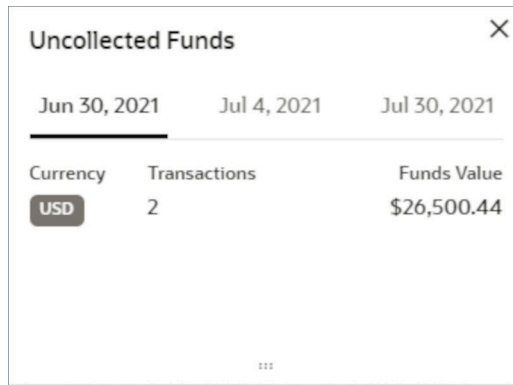 Uncollected Funds
Jun 30, 2021 Jul 4, 2021 Jul 30, 2021
Currency Transactions Funds Value
USD 2 $26,500.44